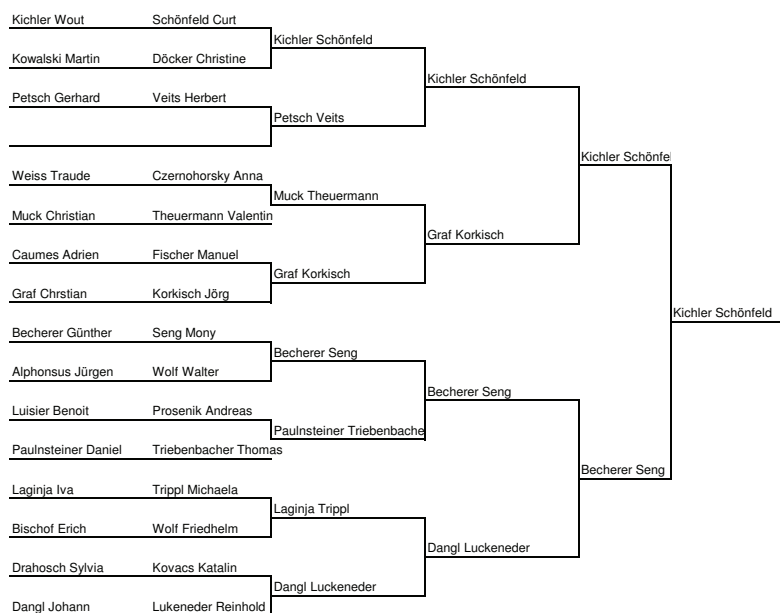 Kichler Wout Schönfeld Curt
Kichler Schönfeld
Kowalski Martin Döcker Christine
Kichler Schönfeld
Petsch Gerhard Veits Herbert
Petsch Veits
Kichler Schönfel
Weiss Traude Czernohorsky Anna
Muck Theuermann
Muck Christian Theuermann Valentin
Graf Korkisch
Caumes Adrien Fischer Manuel
Graf Korkisch
Graf Chrstian Korkisch Jörg
Kichler Schönfeld
Becherer Günther Seng Mony
Becherer Seng
Alphonsus Jürgen Wolf Walter
Becherer Seng
Luisier Benoit Prosenik Andreas
Paulnsteiner Triebenbache
Paulnsteiner Daniel Triebenbacher Thomas
Becherer Seng
Laginja Iva Trippl Michaela
Laginja Trippl
Bischof Erich Wolf Friedhelm
Dangl Luckeneder
Drahosch Sylvia Kovacs Katalin
Dangl Luckeneder
Dangl Johann Lukeneder Reinhold